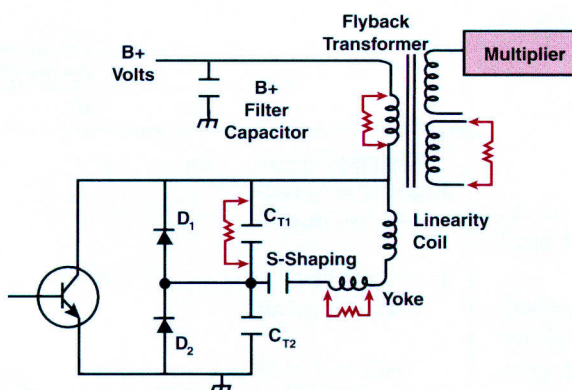 Flyback
Transformer
B+
Volts
Multiplier
B+
Filter
Capacitor
D1
CT1
Linearity
Coil
S-Shaping
Yoke
D2
CT2